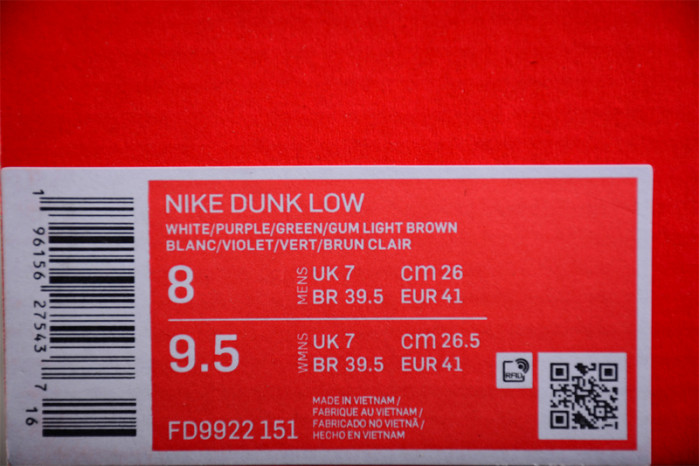 NIKE DUNK LOW
WHITE/PURPLE/GREEN/GUM LIGHT BROWN
BLANC/VIOLET/VERT/BRUN CLAIR
8 MENS UK 7 cm 26
BR 39.5 EUR 41
9.5 WMNS UK 7 cm 26.5
BR 39.5 EUR 41
MADE IN VIETNAM /
FABRIQUE AU VIETNAM /
FABRICADO NO VIETNÃ /
HECHO EN VIETNAM
FD9922 151
RFID
1 96156 27543 7 16